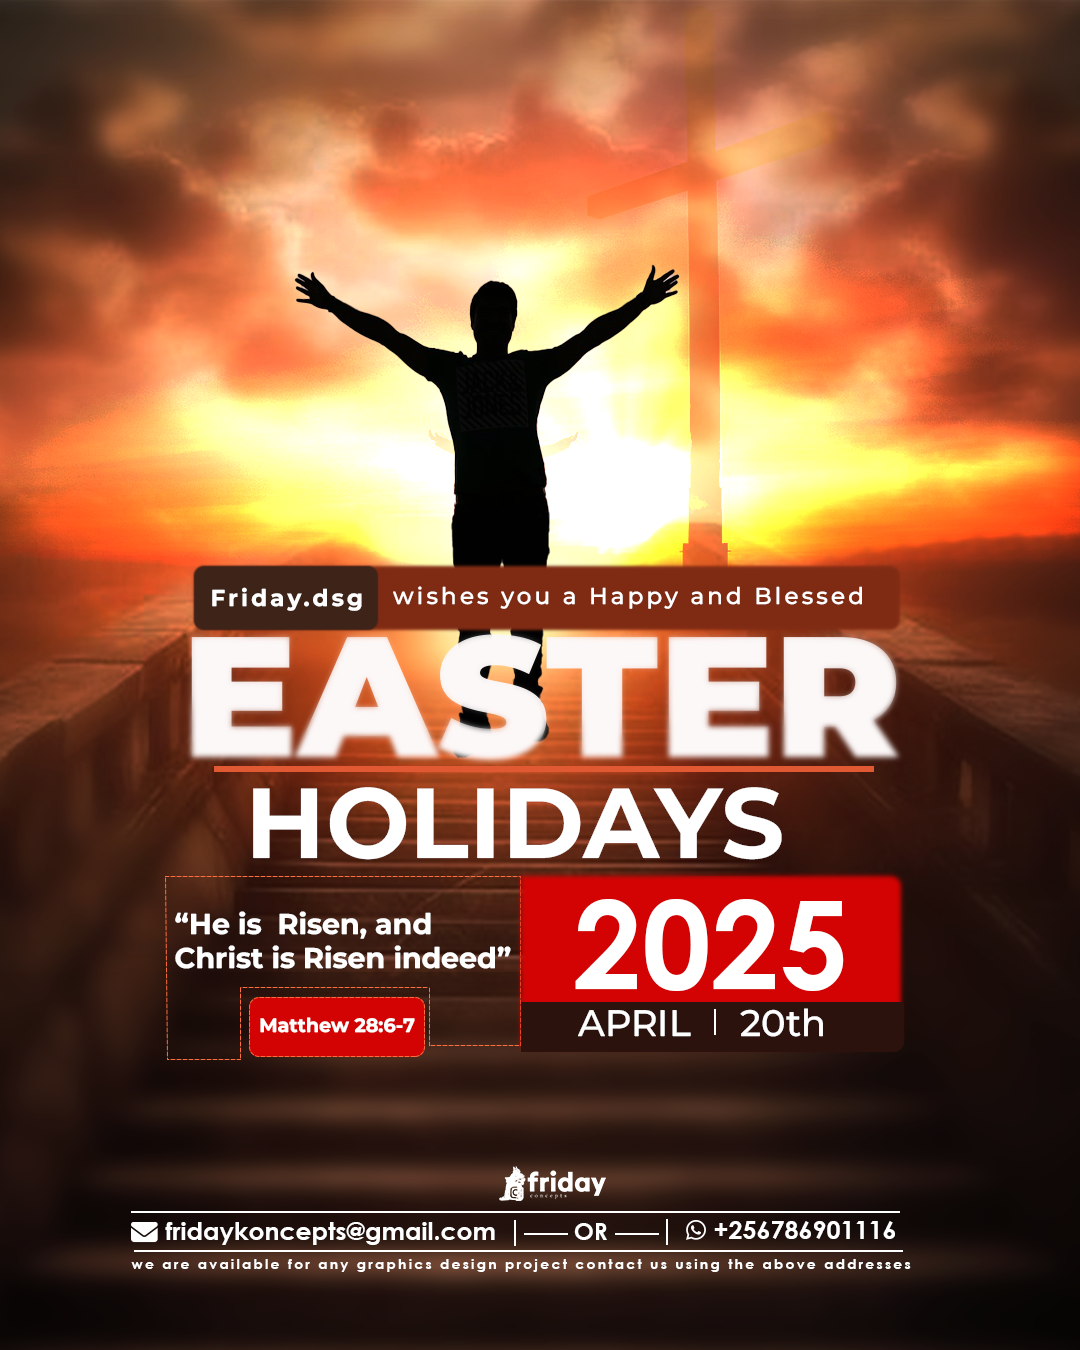 Friday.dsg wishes you a Happy and Blessed
EASTER
HOLIDAYS
“He is Risen, and
Christ is Risen indeed”
Matthew 28:6-7
2025
APRIL | 20th
friday
concepts
fridaykoncepts@gmail.com | OR | +256786901116
we are available for any graphics design project contact us using the above addresses